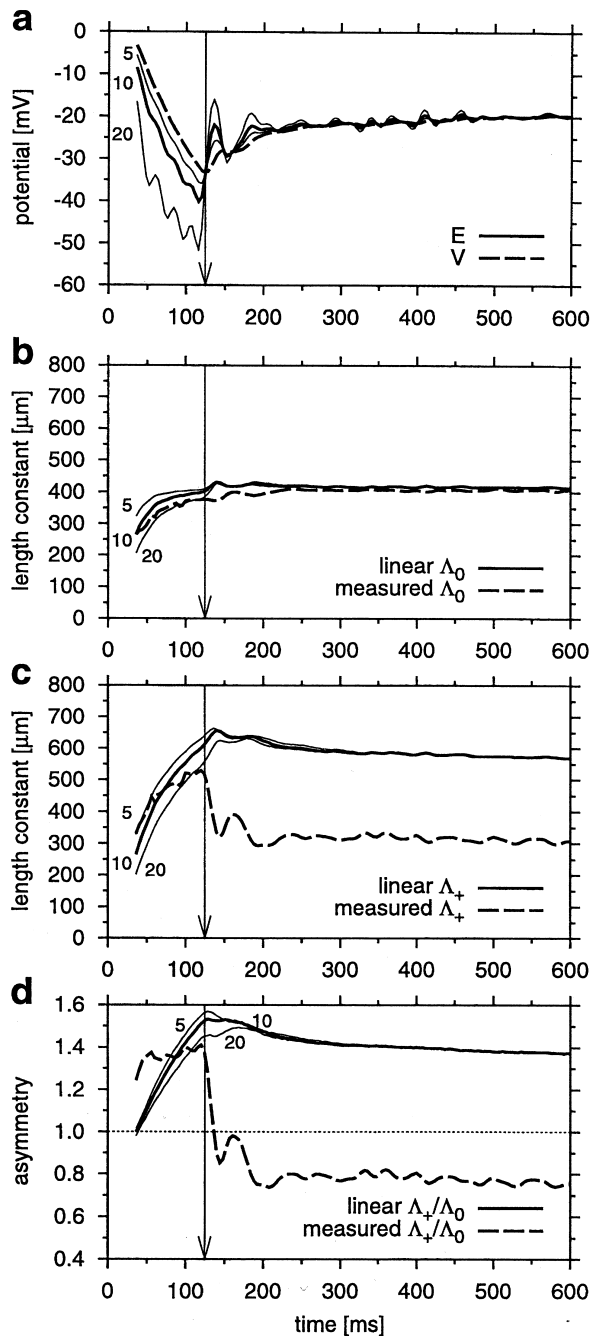 a
0
-10
-20
-30
-40
-50
-60
potential [mV]
5
10
20
E
V
0 100 200 300 400 500 600
b
800
700
600
500
400
300
200
100
0
length constant [μm]
5
10
20
linear Λ0
measured Λ0
0 100 200 300 400 500 600
c
800
700
600
500
400
300
200
100
0
length constant [μm]
5
10
20
linear Λ+
measured Λ+
0 100 200 300 400 500 600
d
1.6
1.4
1.2
1.0
0.8
0.6
0.4
asymmetry
5
10
20
linear Λ+/Λ0
measured Λ+/Λ0
0 100 200 300 400 500 600
time [ms]